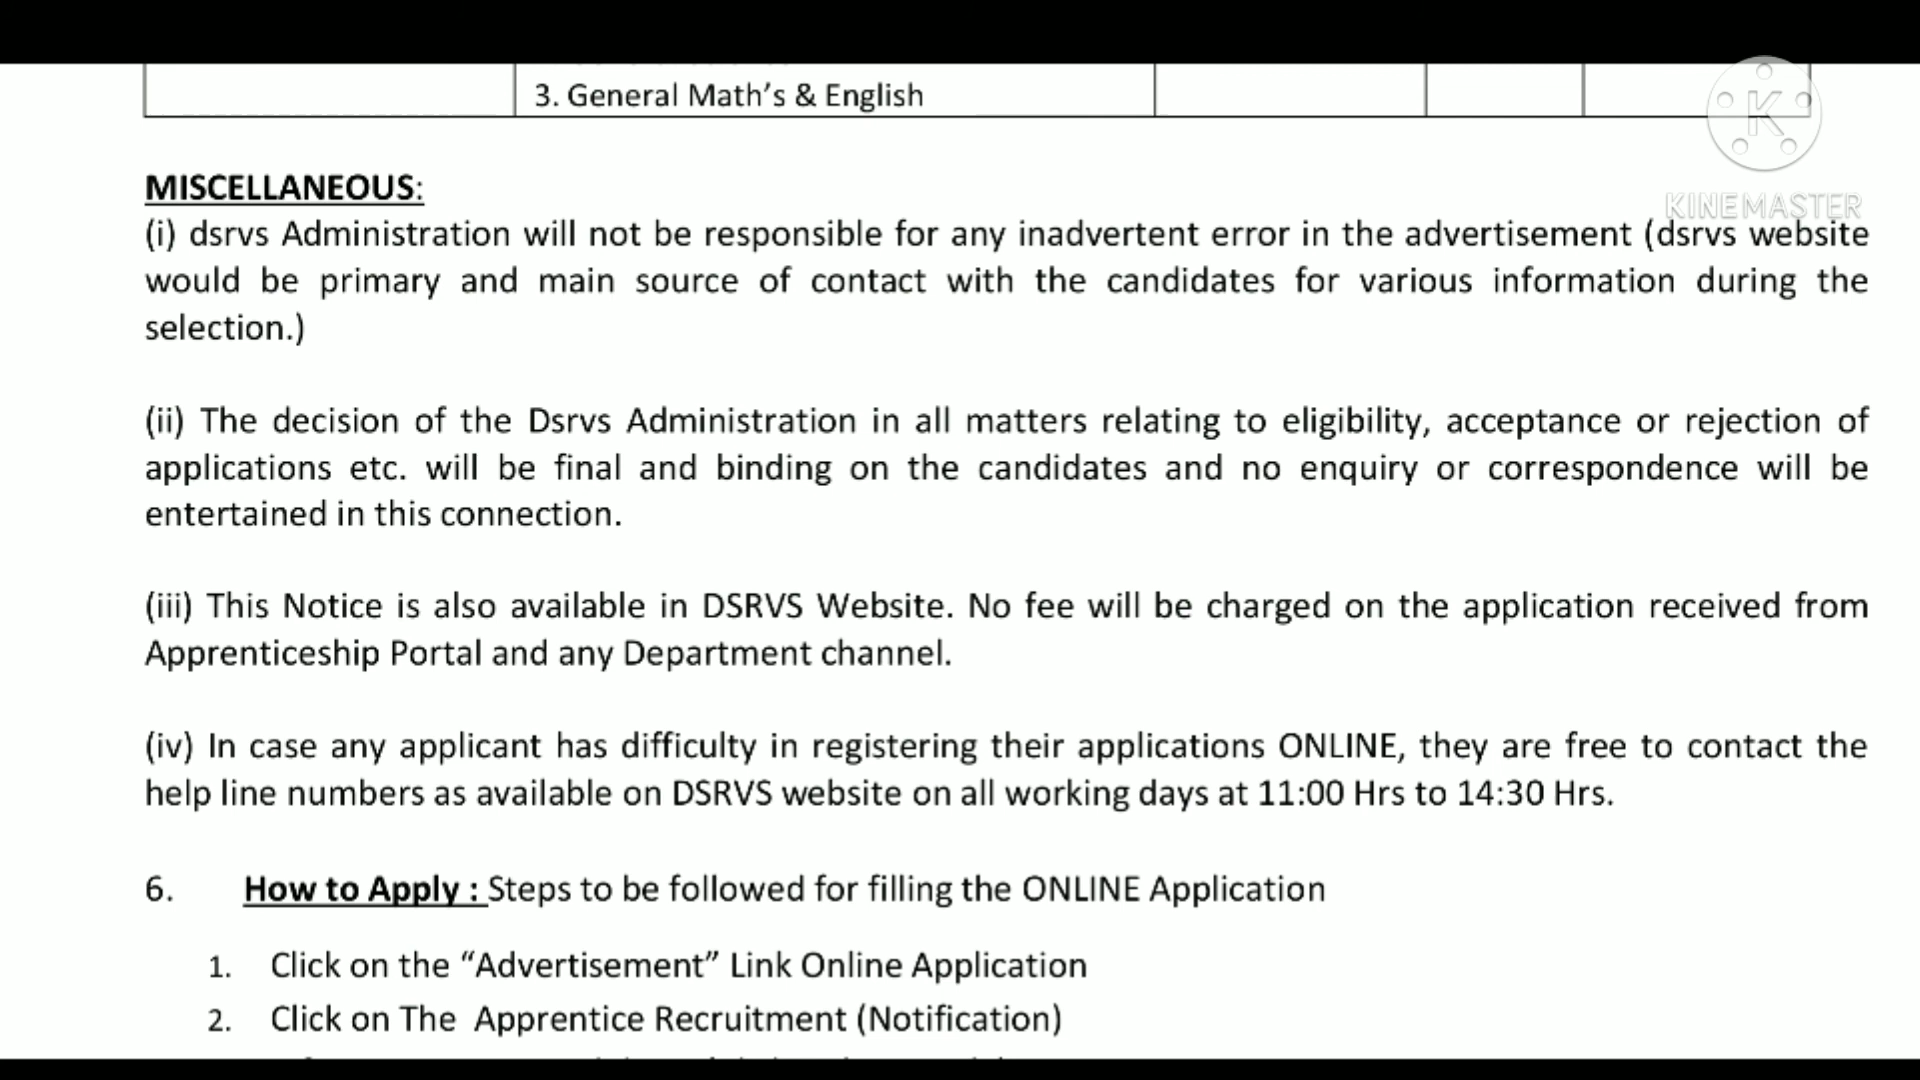 3. General Math's & English
K
KINEMASTER
MISCELLANEOUS:
(i) dsrvs Administration will not be responsible for any inadvertent error in the advertisement (dsrvs website
would be primary and main source of contact with the candidates for various information during the
selection.)
(ii) The decision of the Dsrvs Administration in all matters relating to eligibility, acceptance or rejection of
applications etc. will be final and binding on the candidates and no enquiry or correspondence will be
entertained in this connection.
(iii) This Notice is also available in DSRVS Website. No fee will be charged on the application received from
Apprenticeship Portal and any Department channel.
(iv) In case any applicant has difficulty in registering their applications ONLINE, they are free to contact the
help line numbers as available on DSRVS website on all working days at 11:00 Hrs to 14:30 Hrs.
6. How to Apply : Steps to be followed for filling the ONLINE Application
1. Click on the “Advertisement” Link Online Application
2. Click on The Apprentice Recruitment (Notification)